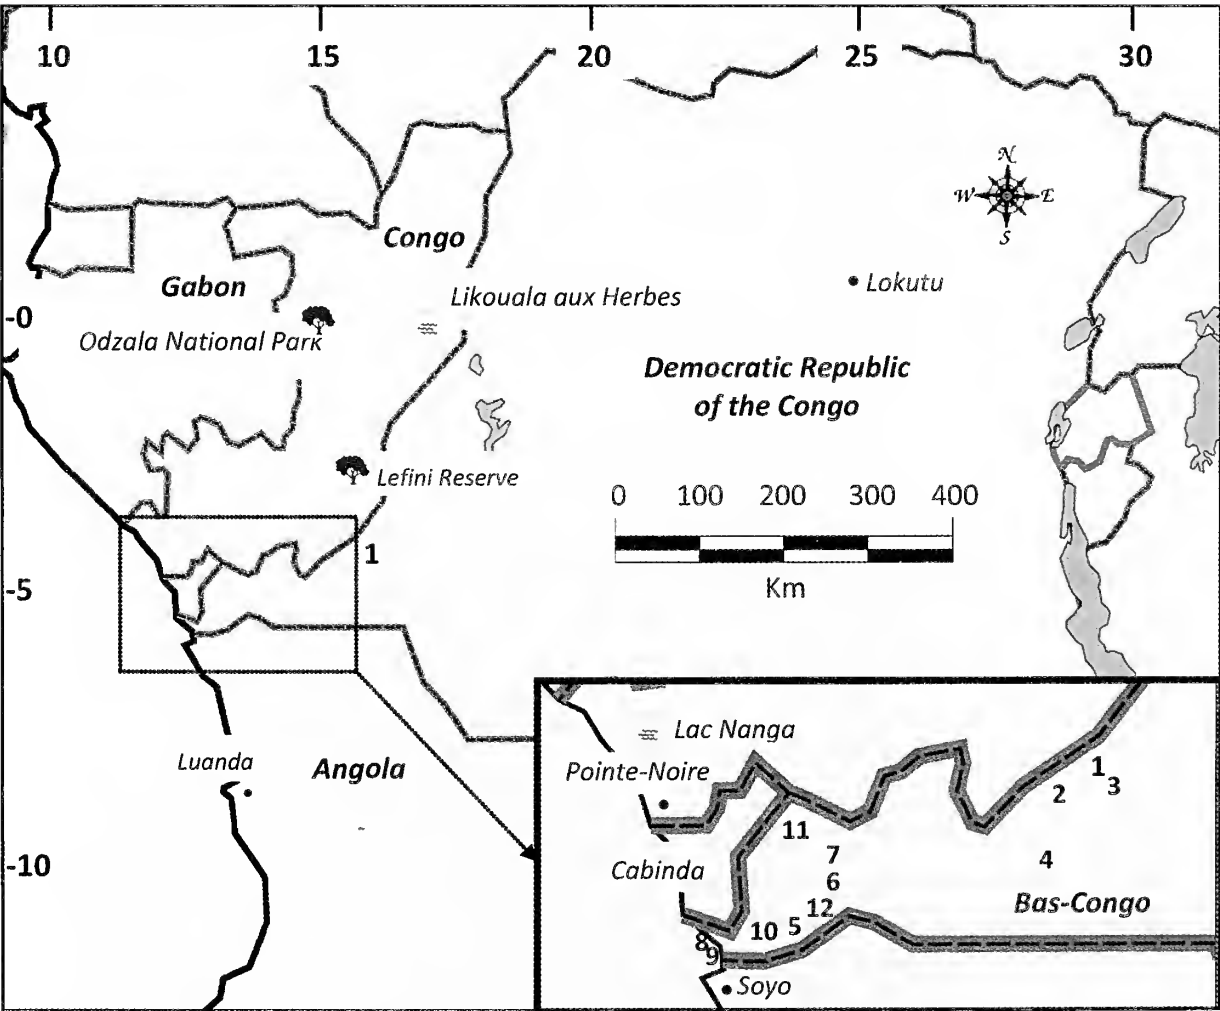 10 15 20 25 30
N
W E
S
Congo
Gabon
Lokutu
Likouala aux Herbes
-0
Odzala National Park
Democratic Republic
of the Congo
Lefini Reserve
0 100 200 300 400
Km
1
-5
Luanda
Angola
-10
Lac Nanga
Pointe-Noire
1
3
2
11
7
4
Cabinda
6
Bas-Congo
12
5
10
8
9
Soyo